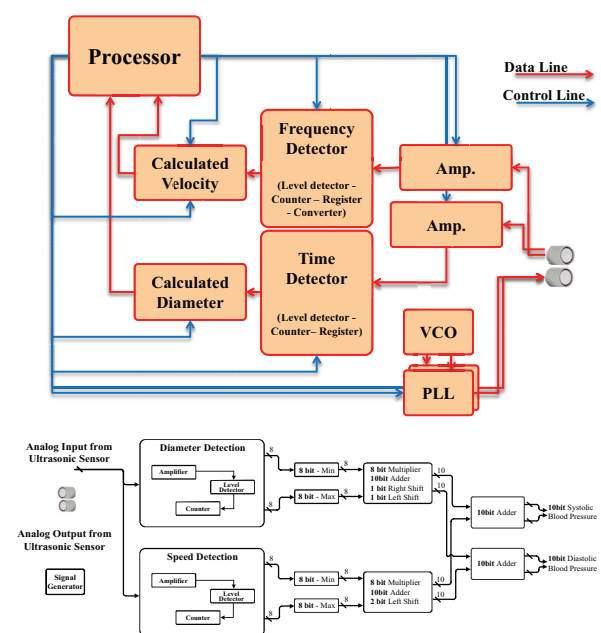 Processor
Data Line
Control Line
Frequency
Detector
(Level detector -
Counter – Register
- Converter)
Calculated
Velocity
Amp.
Amp.
Time
Detector
(Level detector -
Counter– Register)
Calculated
Diameter
VCO
PLL
Analog Input from
Ultrasonic Sensor
Analog Output from
Ultrasonic Sensor
Signal
Generator
Diameter Detection
Amplifier
Level
Detector
Counter
8
8
8 bit - Min
8 bit - Max
8
8
8 bit Multiplier
10bit Adder
1 bit Right Shift
1 bit Left Shift
10
10
Speed Detection
Amplifier
Level
Detector
Counter
8
8
8 bit - Min
8 bit - Max
8
8
8 bit Multiplier
10bit Adder
2 bit Left Shift
10
10
10bit Adder
10bit Systolic
Blood Pressure
10bit Adder
10bit Diastolic
Blood Pressure